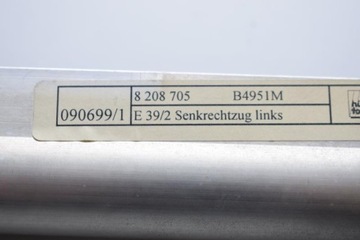 8 208 705 B4951M
090699/1 E 39/2 Senkrechtzug links